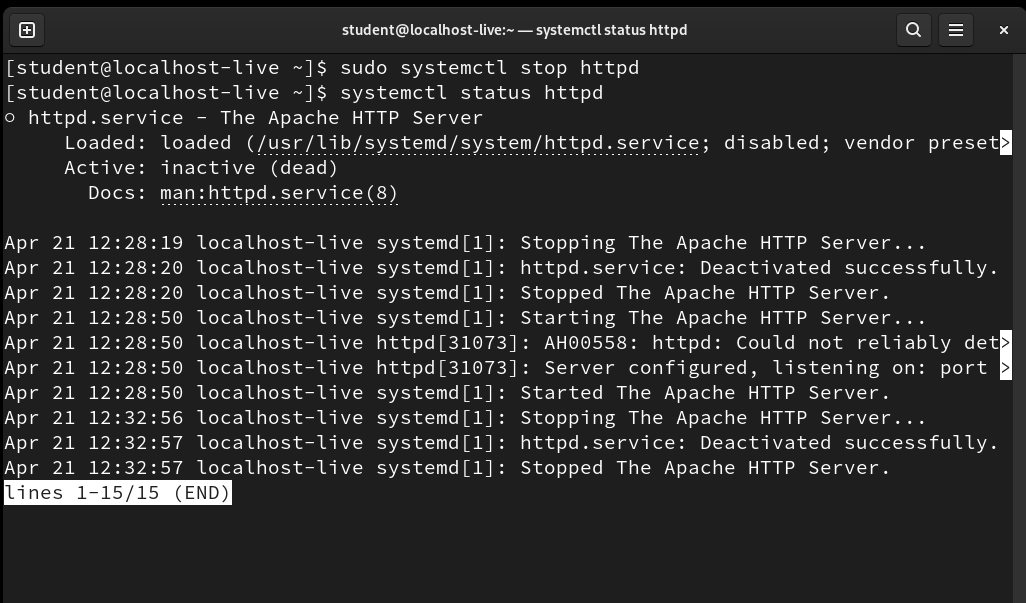 student@localhost-live:~ — systemctl status httpd
[student@localhost-live ~]$ sudo systemctl stop httpd
[student@localhost-live ~]$ systemctl status httpd
○ httpd.service - The Apache HTTP Server
     Loaded: loaded (/usr/lib/systemd/system/httpd.service; disabled; vendor preset>
     Active: inactive (dead)
       Docs: man:httpd.service(8)

Apr 21 12:28:19 localhost-live systemd[1]: Stopping The Apache HTTP Server...
Apr 21 12:28:20 localhost-live systemd[1]: httpd.service: Deactivated successfully.
Apr 21 12:28:20 localhost-live systemd[1]: Stopped The Apache HTTP Server.
Apr 21 12:28:50 localhost-live systemd[1]: Starting The Apache HTTP Server...
Apr 21 12:28:50 localhost-live httpd[31073]: AH00558: httpd: Could not reliably det>
Apr 21 12:28:50 localhost-live httpd[31073]: Server configured, listening on: port >
Apr 21 12:28:50 localhost-live systemd[1]: Started The Apache HTTP Server.
Apr 21 12:32:56 localhost-live systemd[1]: Stopping The Apache HTTP Server...
Apr 21 12:32:57 localhost-live systemd[1]: httpd.service: Deactivated successfully.
Apr 21 12:32:57 localhost-live systemd[1]: Stopped The Apache HTTP Server.
lines 1-15/15 (END)